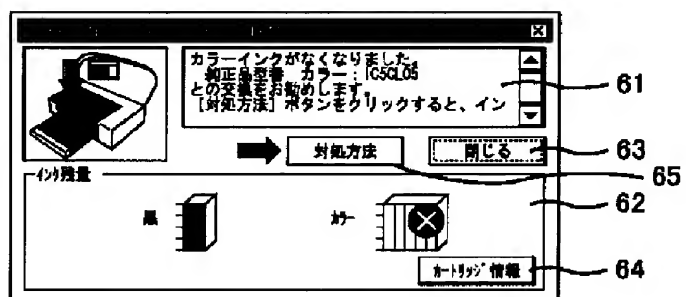 カラーインクがなくなりました。
純正品型番 カラー:IC5CL05
との交換をお勧めします。
[対処方法] ボタンをクリックすると、イン
61
対処方法
閉じる
63
65
インク残量
62
黒
カラー
カートリッジ情報
64